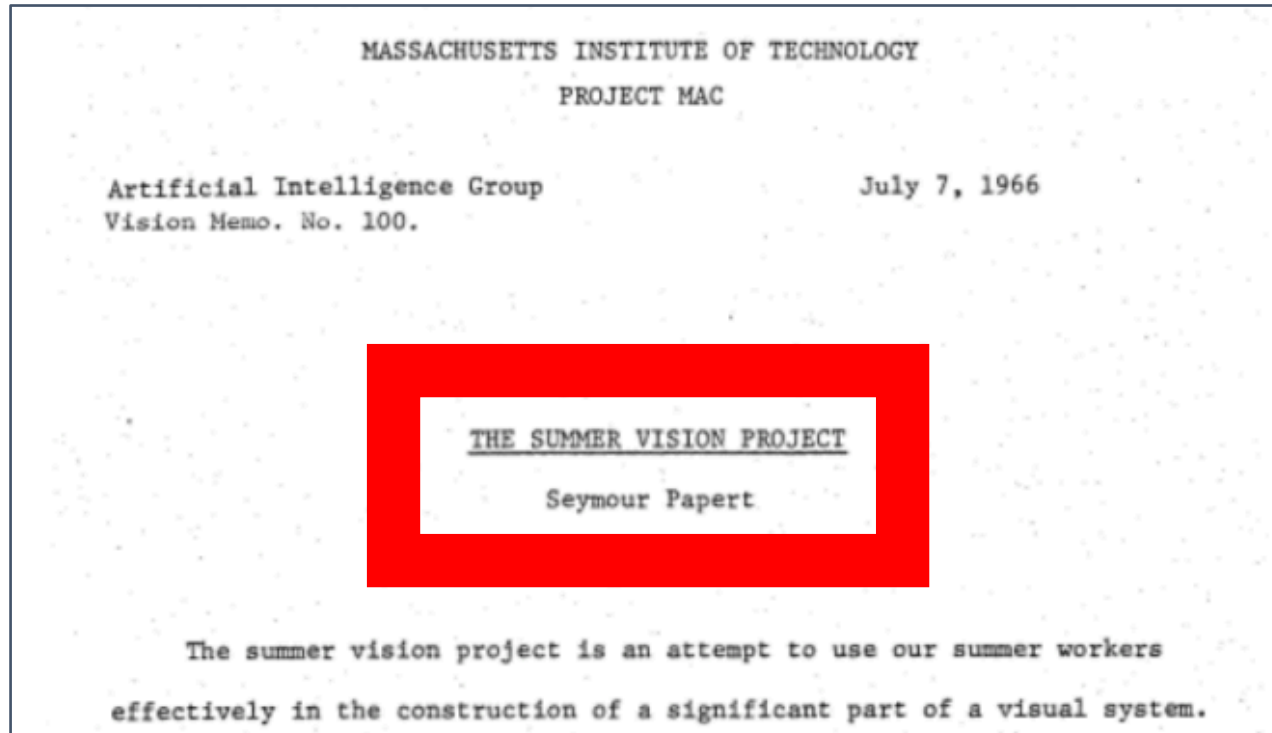 MASSACHUSETTS INSTITUTE OF TECHNOLOGY
PROJECT MAC
Artificial Intelligence Group July 7, 1966
Vision Memo. No. 100.
THE SUMMER VISION PROJECT
Seymour Papert
The summer vision project is an attempt to use our summer workers
effectively in the construction of a significant part of a visual system.